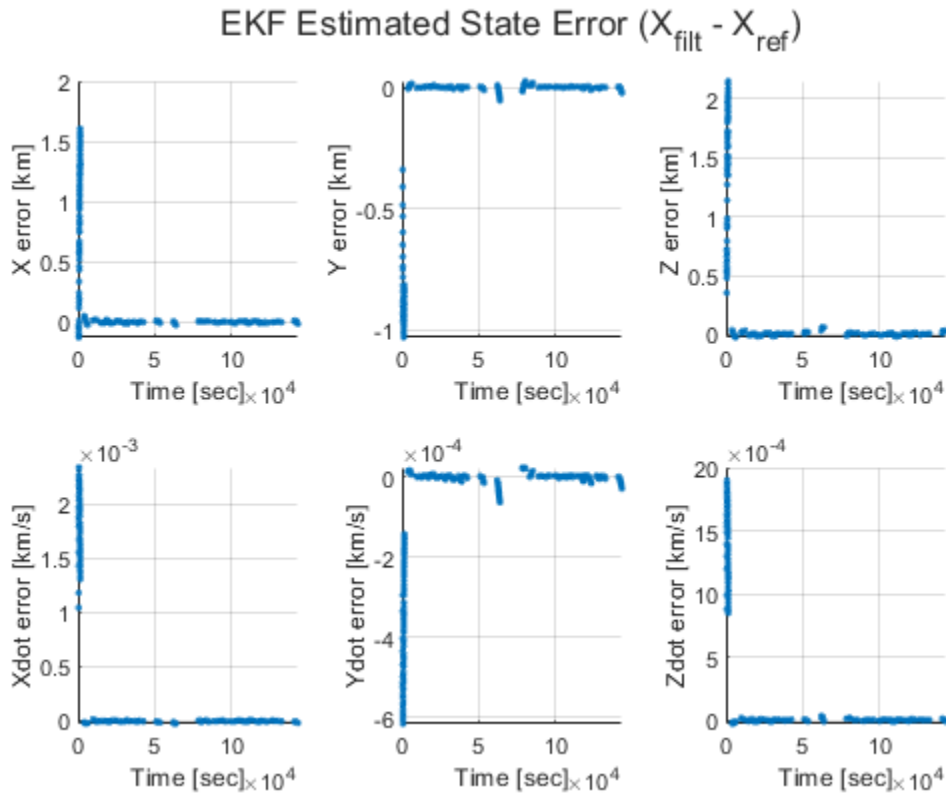 EKF Estimated State Error (X_filt - X_ref)
X error [km]
2
1.5
1
0.5
0
0 5 10
Time [sec] ×10^4
Y error [km]
0
-0.5
-1
0 5 10
Time [sec] ×10^4
Z error [km]
2
1.5
1
0.5
0
0 5 10
Time [sec] ×10^4
×10^-3
Xdot error [km/s]
2
1.5
1
0.5
0
0 5 10
Time [sec] ×10^4
×10^-4
Ydot error [km/s]
0
-2
-4
-6
0 5 10
Time [sec] ×10^4
×10^-4
Zdot error [km/s]
20
15
10
5
0
0 5 10
Time [sec] ×10^4